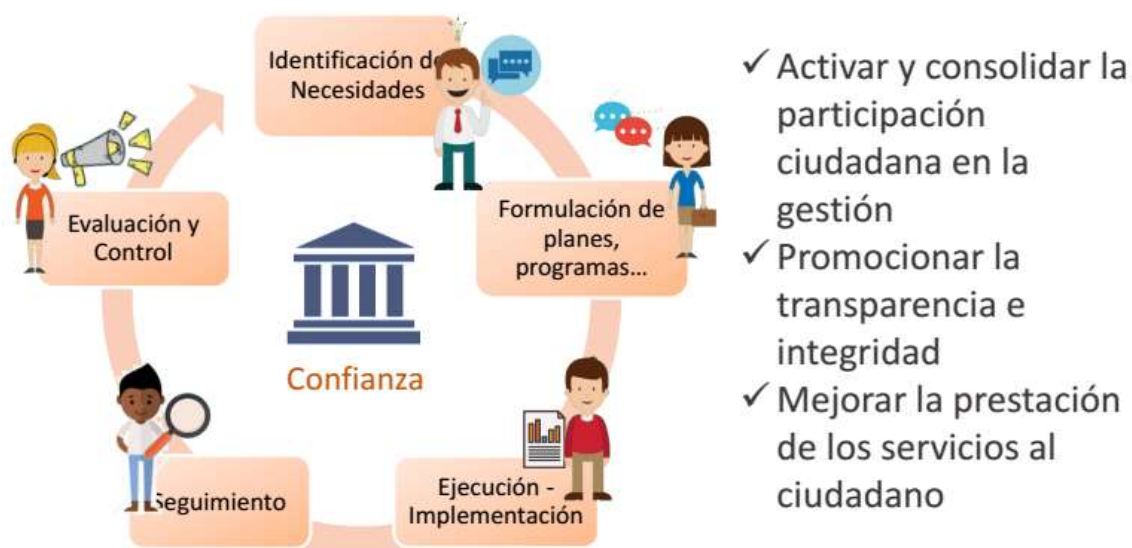 Identificación de
Necesidades
Formulación de
planes,
programas...
Ejecución -
Implementación
Seguimiento
Evaluación y
Control
Confianza
✓ Activar y consolidar la
participación
ciudadana en la
gestión
✓ Promocionar la
transparencia e
integridad
✓ Mejorar la prestación
de los servicios al
ciudadano